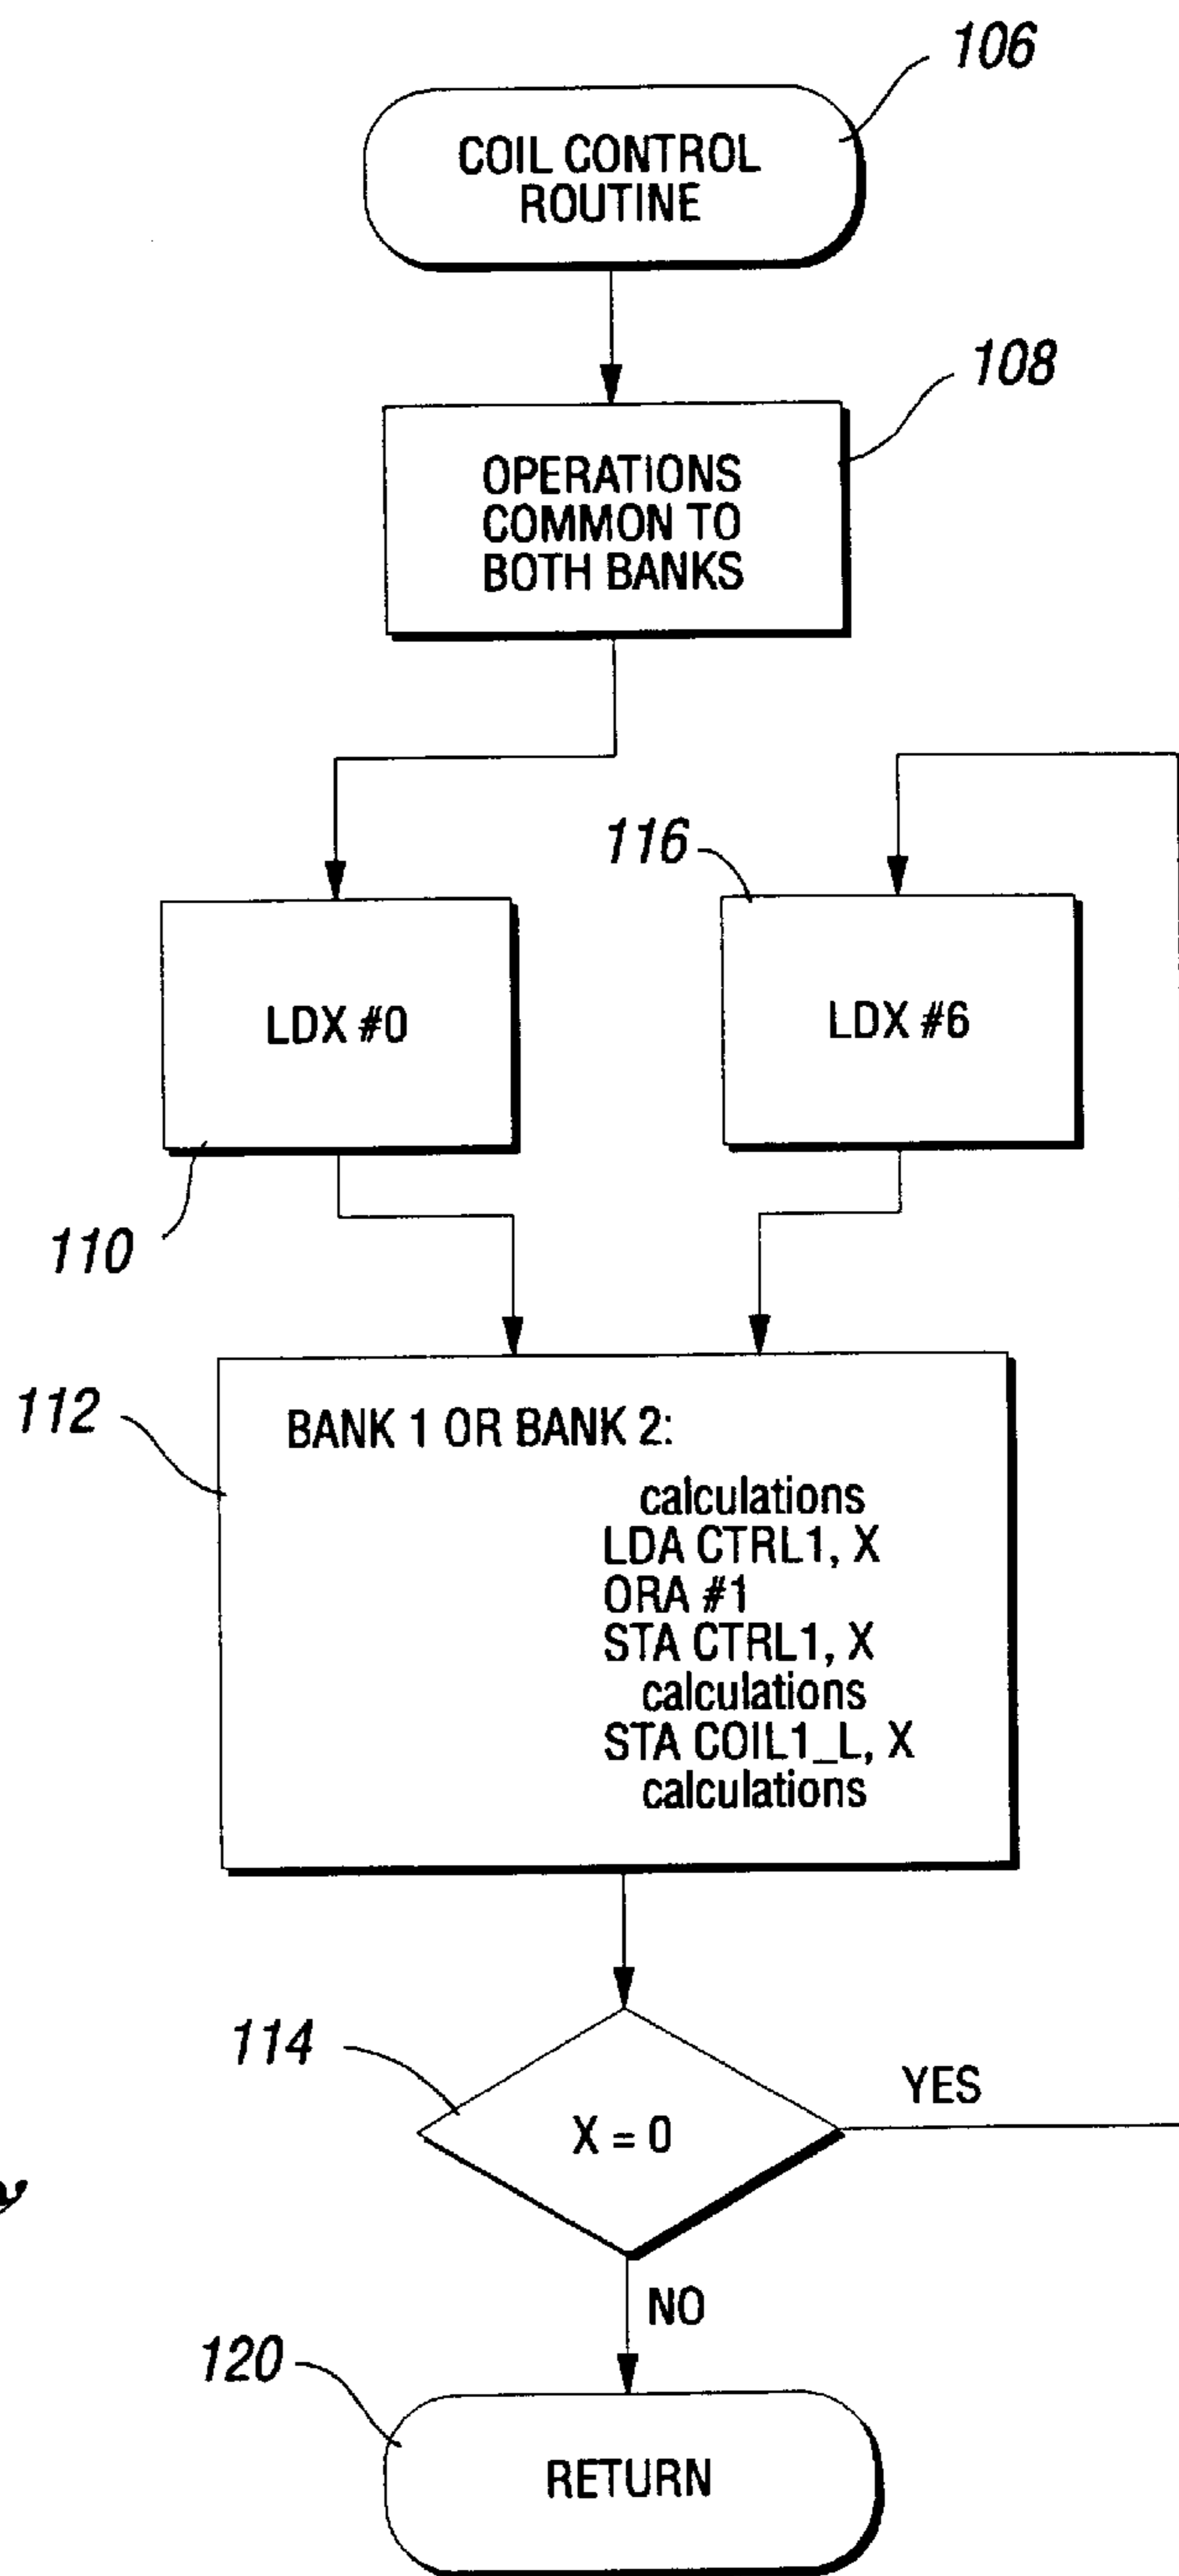 106
COIL CONTROL
ROUTINE
108
OPERATIONS
COMMON TO
BOTH BANKS
116
LDX #0
LDX #6
110
112
BANK 1 OR BANK 2:
calculations
LDA CTRL1, X
ORA #1
STA CTRL1, X
calculations
STA COIL1_L, X
calculations
114
YES
X = 0
NO
120
RETURN